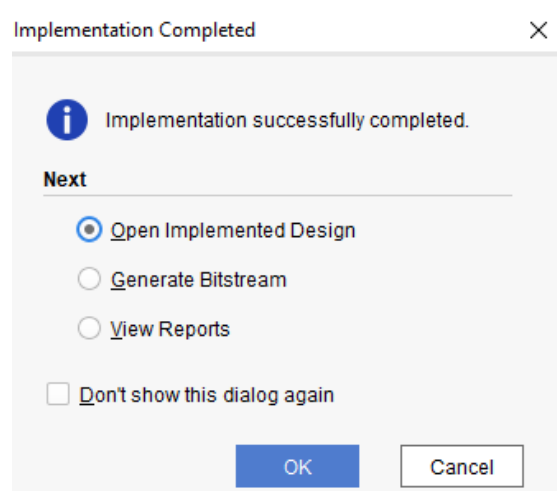 Implementation Completed
Implementation successfully completed.
Next
Open Implemented Design
Generate Bitstream
View Reports
Don't show this dialog again
OK
Cancel